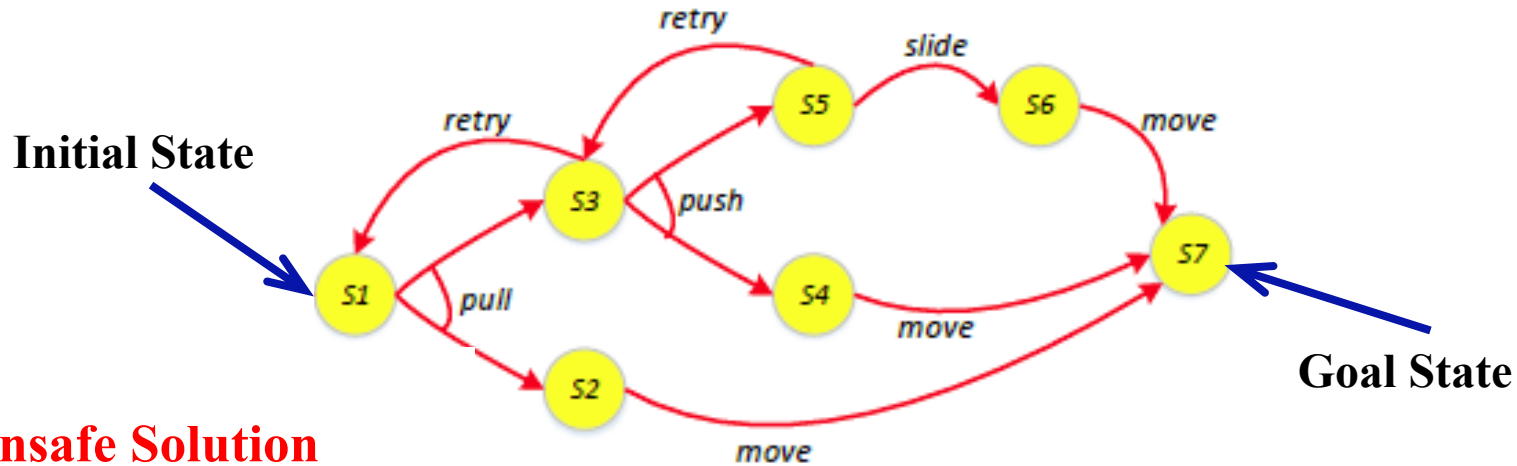 retry
slide
retry
S5
S6
move
Initial State
S3
push
S1
pull
S4
S7
move
Goal State
S2
nsafe Solution
move